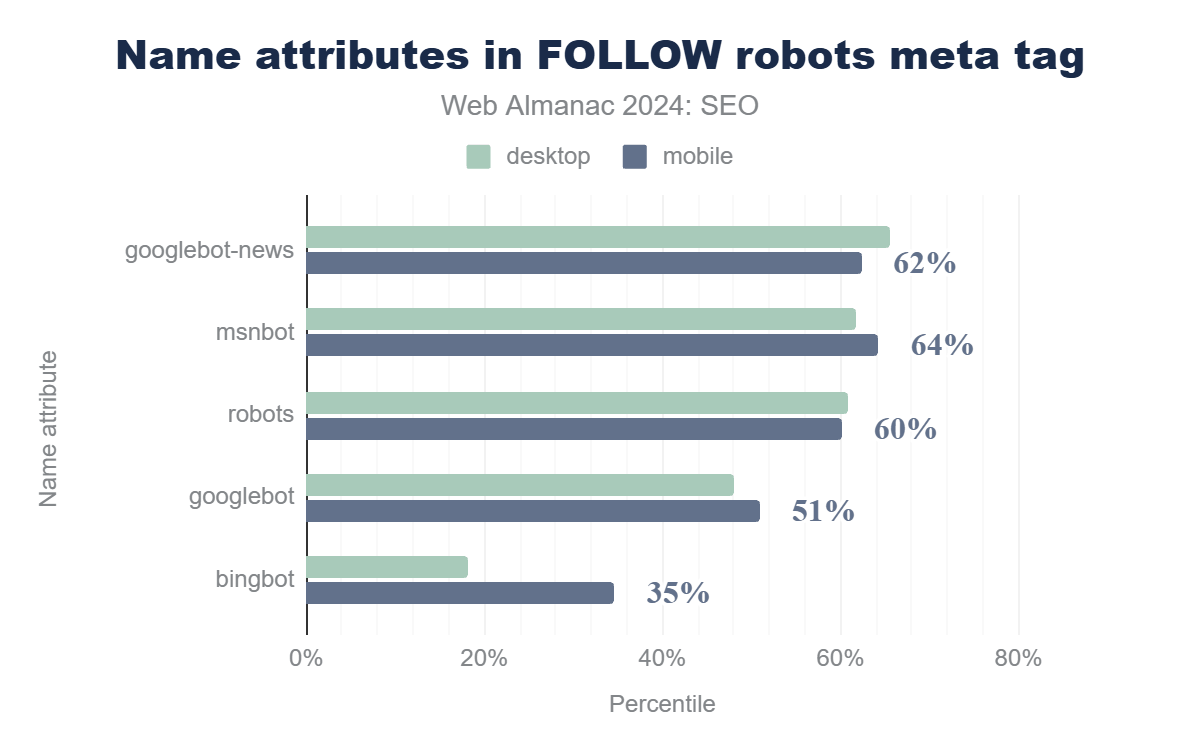 Name attributes in FOLLOW robots meta tag
Web Almanac 2024: SEO
desktop
mobile
Name attribute
googlebot-news
62%
msnbot
64%
robots
60%
googlebot
51%
bingbot
35%
0% 20% 40% 60% 80%
Percentile